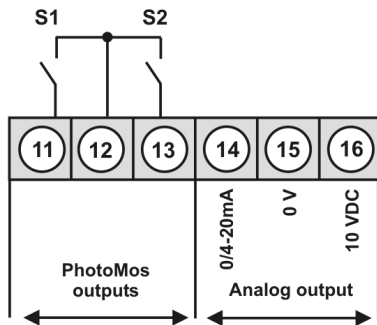 S1 S2
11 12 13 14 15 16
0/4-20mA
0 V
10 VDC
PhotoMos
outputs
Analog output